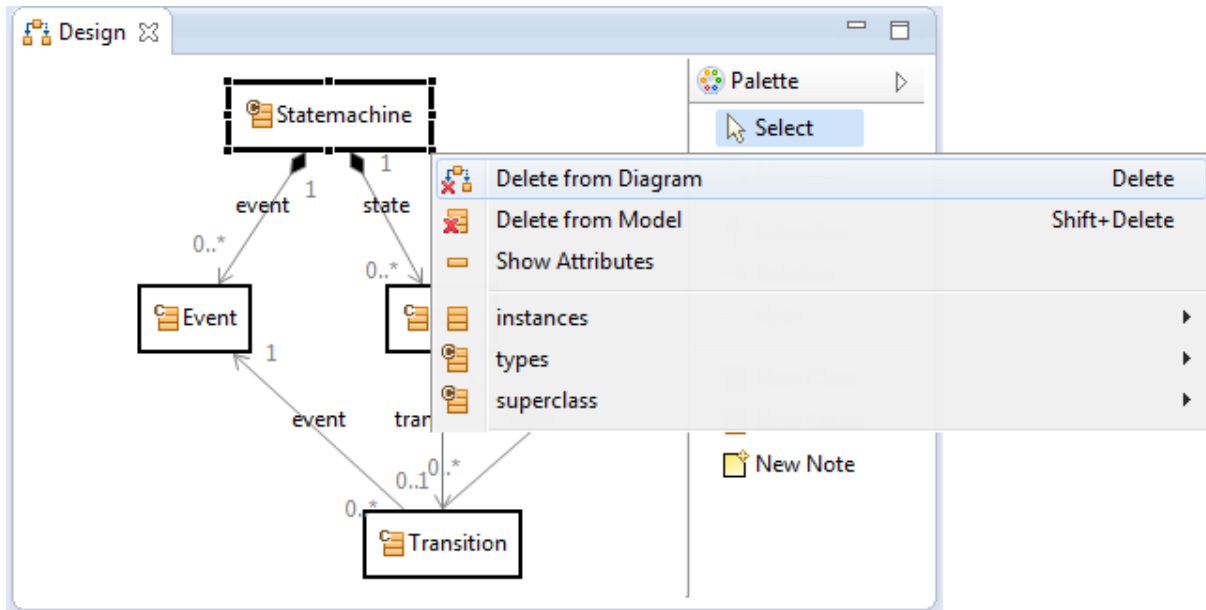 Design
Palette
Statemachine
Select
1
1
event
state
0..*
0..*
Event
1
event
tran
0..1
0..*
0..*
Transition
Delete from Diagram Delete
Delete from Model Shift+Delete
Show Attributes
instances
types
superclass
New Note